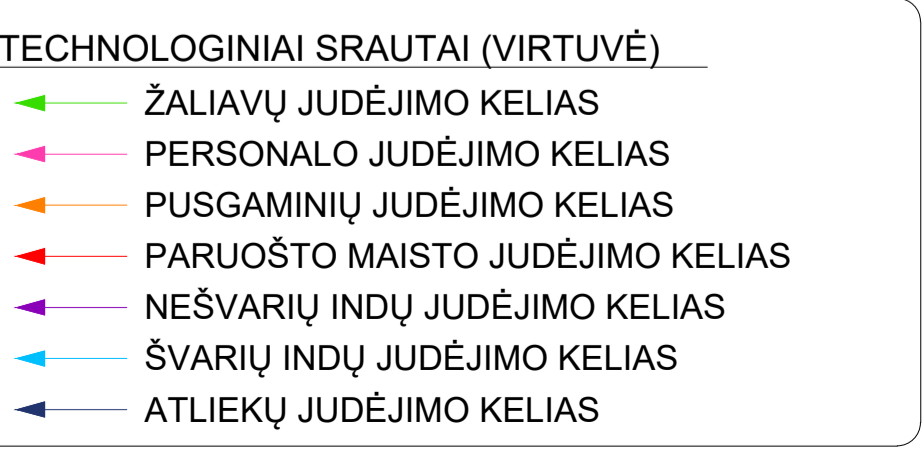 TECHNOLOGINIAI SRAUTAI (VIRTUVĖ)
ŽALIAVŲ JUDĖJIMO KELIAS
PERSONALO JUDĖJIMO KELIAS
PUSGAMINIŲ JUDĖJIMO KELIAS
PARUOŠTO MAISTO JUDĖJIMO KELIAS
NEŠVARIŲ INDŲ JUDĖJIMO KELIAS
ŠVARIŲ INDŲ JUDĖJIMO KELIAS
ATLIEKŲ JUDĖJIMO KELIAS